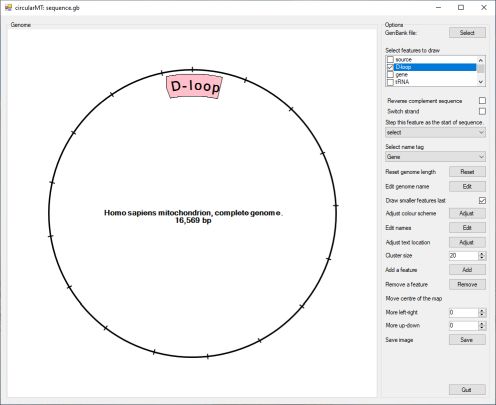 circularMT: sequence.gb
Genome
D-loop
Homo sapiens mitochondrion, complete genome.
16,569 bp
Options
GenBank file: Select
Select features to draw
source
D-loop
gene
tRNA
Reverse complement sequence
Switch strand
Step this feature as the start of sequence.
select
Select name tag
Gene
Reset genome length Reset
Edit genome name Edit
Draw smaller features last
Adjust colour scheme Adjust
Edit names Edit
Adjust text location Adjust
Cluster size 20
Add a feature Add
Remove a feature Remove
Move centre of the map
More left-right 0
More up-down 0
Save image Save
Quit